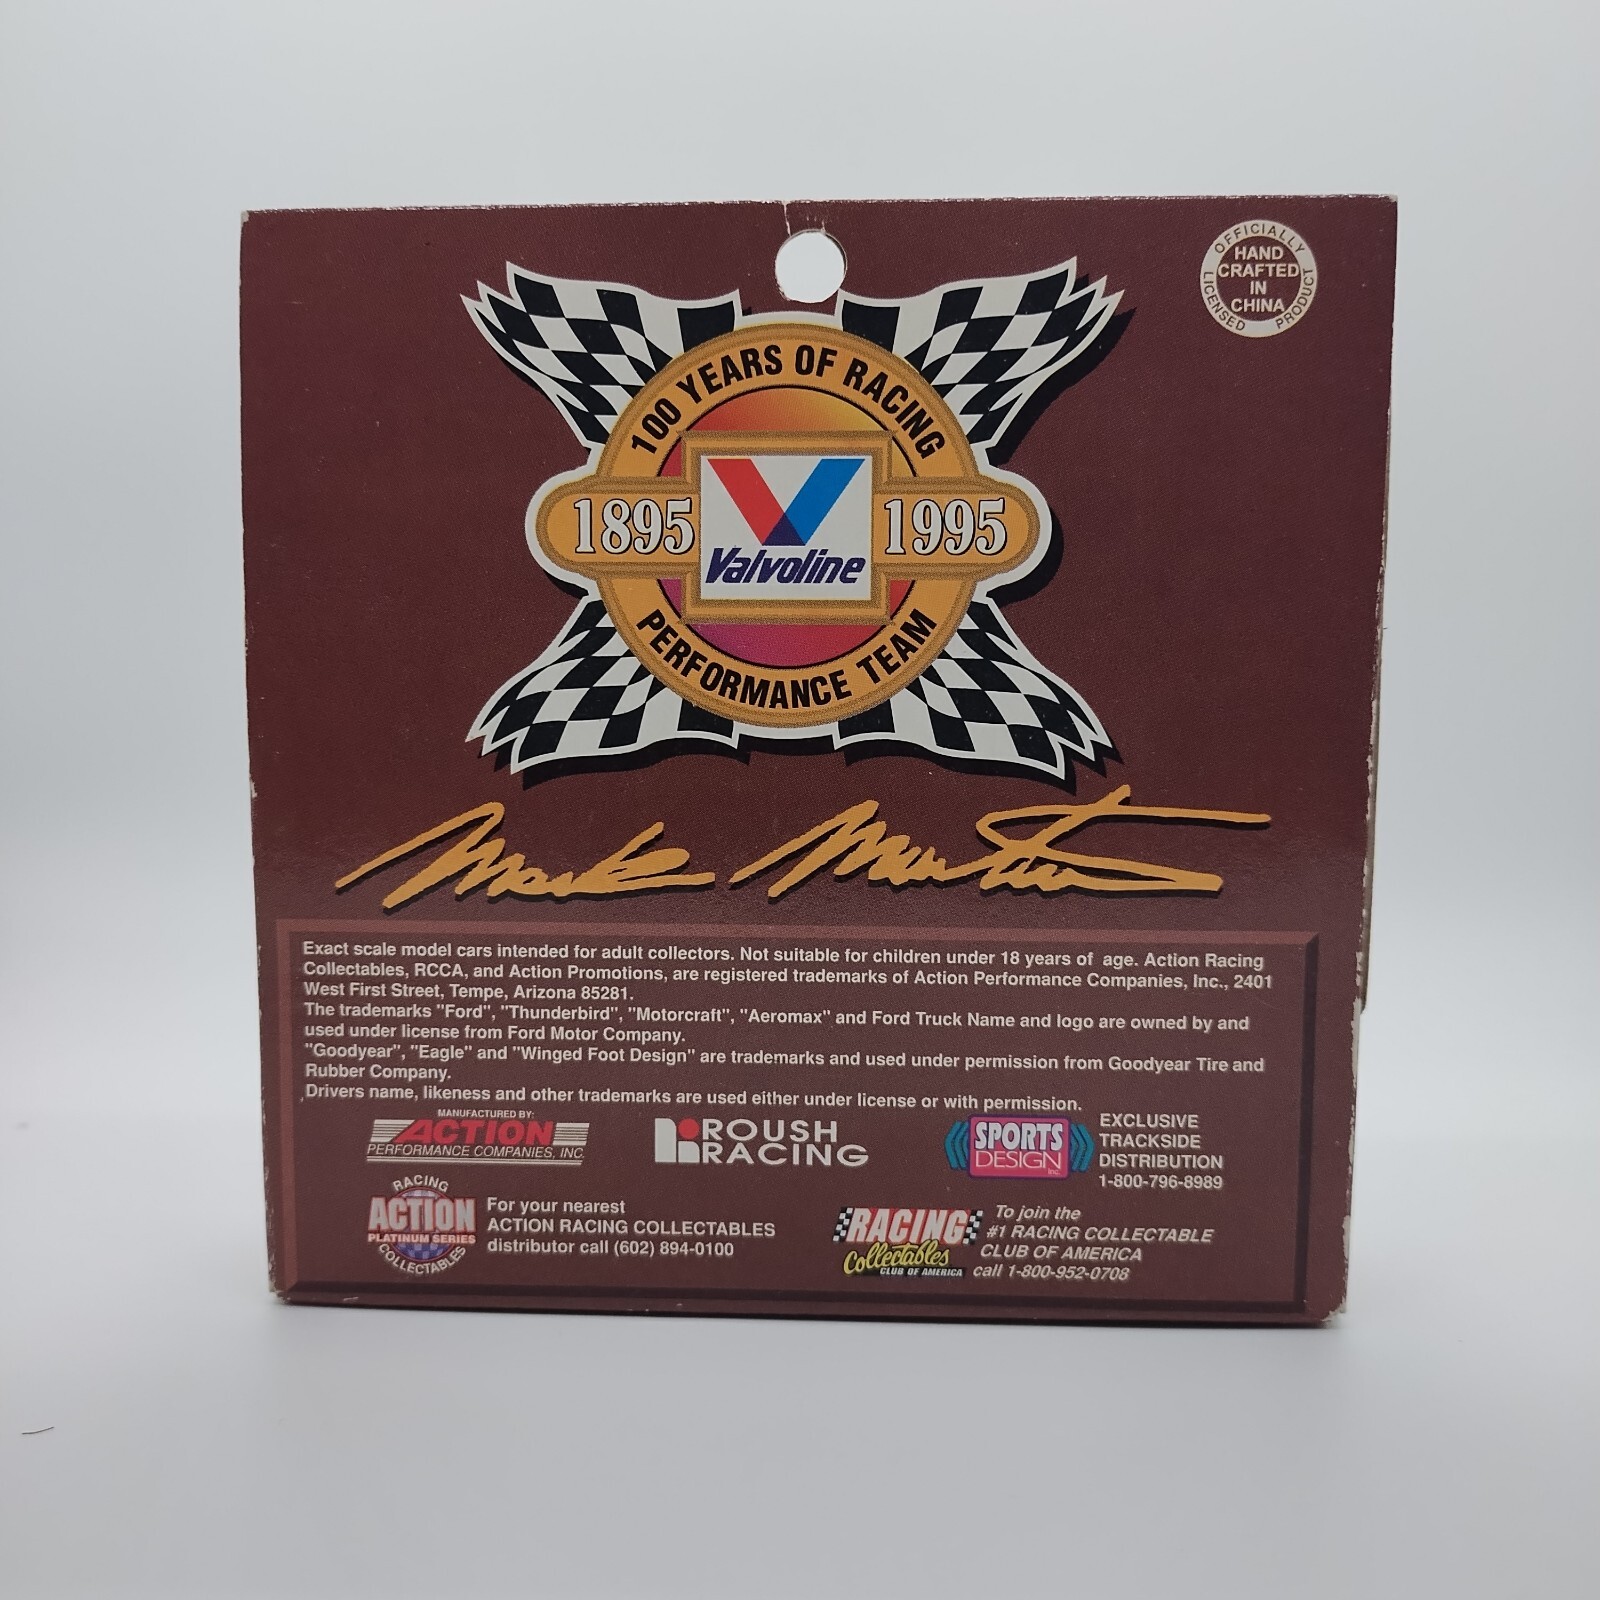 OFFICIALLY
HAND
CRAFTED
IN
CHINA
LICENSED PRODUCT
100 YEARS OF RACING
1895 1995
Valvoline
PERFORMANCE TEAM
Mark Martin
Exact scale model cars intended for adult collectors. Not suitable for children under 18 years of age. Action Racing
Collectables, RCCA, and Action Promotions, are registered trademarks of Action Performance Companies, Inc., 2401
West First Street, Tempe, Arizona 85281.
The trademarks "Ford", "Thunderbird", "Motorcraft", "Aeromax" and Ford Truck Name and logo are owned by and
used under license from Ford Motor Company.
"Goodyear", "Eagle" and "Winged Foot Design" are trademarks and used under permission from Goodyear Tire and
Rubber Company.
Drivers name, likeness and other trademarks are used either under license or with permission.
MANUFACTURED BY:
ACTION
PERFORMANCE COMPANIES, INC.
ROUSH
RACING
SPORTS
DESIGN
Inc.
EXCLUSIVE
TRACKSIDE
DISTRIBUTION
1-800-796-8989
RACING
ACTION
PLATINUM SERIES
COLLECTABLES
For your nearest
ACTION RACING COLLECTABLES
distributor call (602) 894-0100
RACING
Collectables
CLUB OF AMERICA
To join the
#1 RACING COLLECTABLE
CLUB OF AMERICA
call 1-800-952-0708